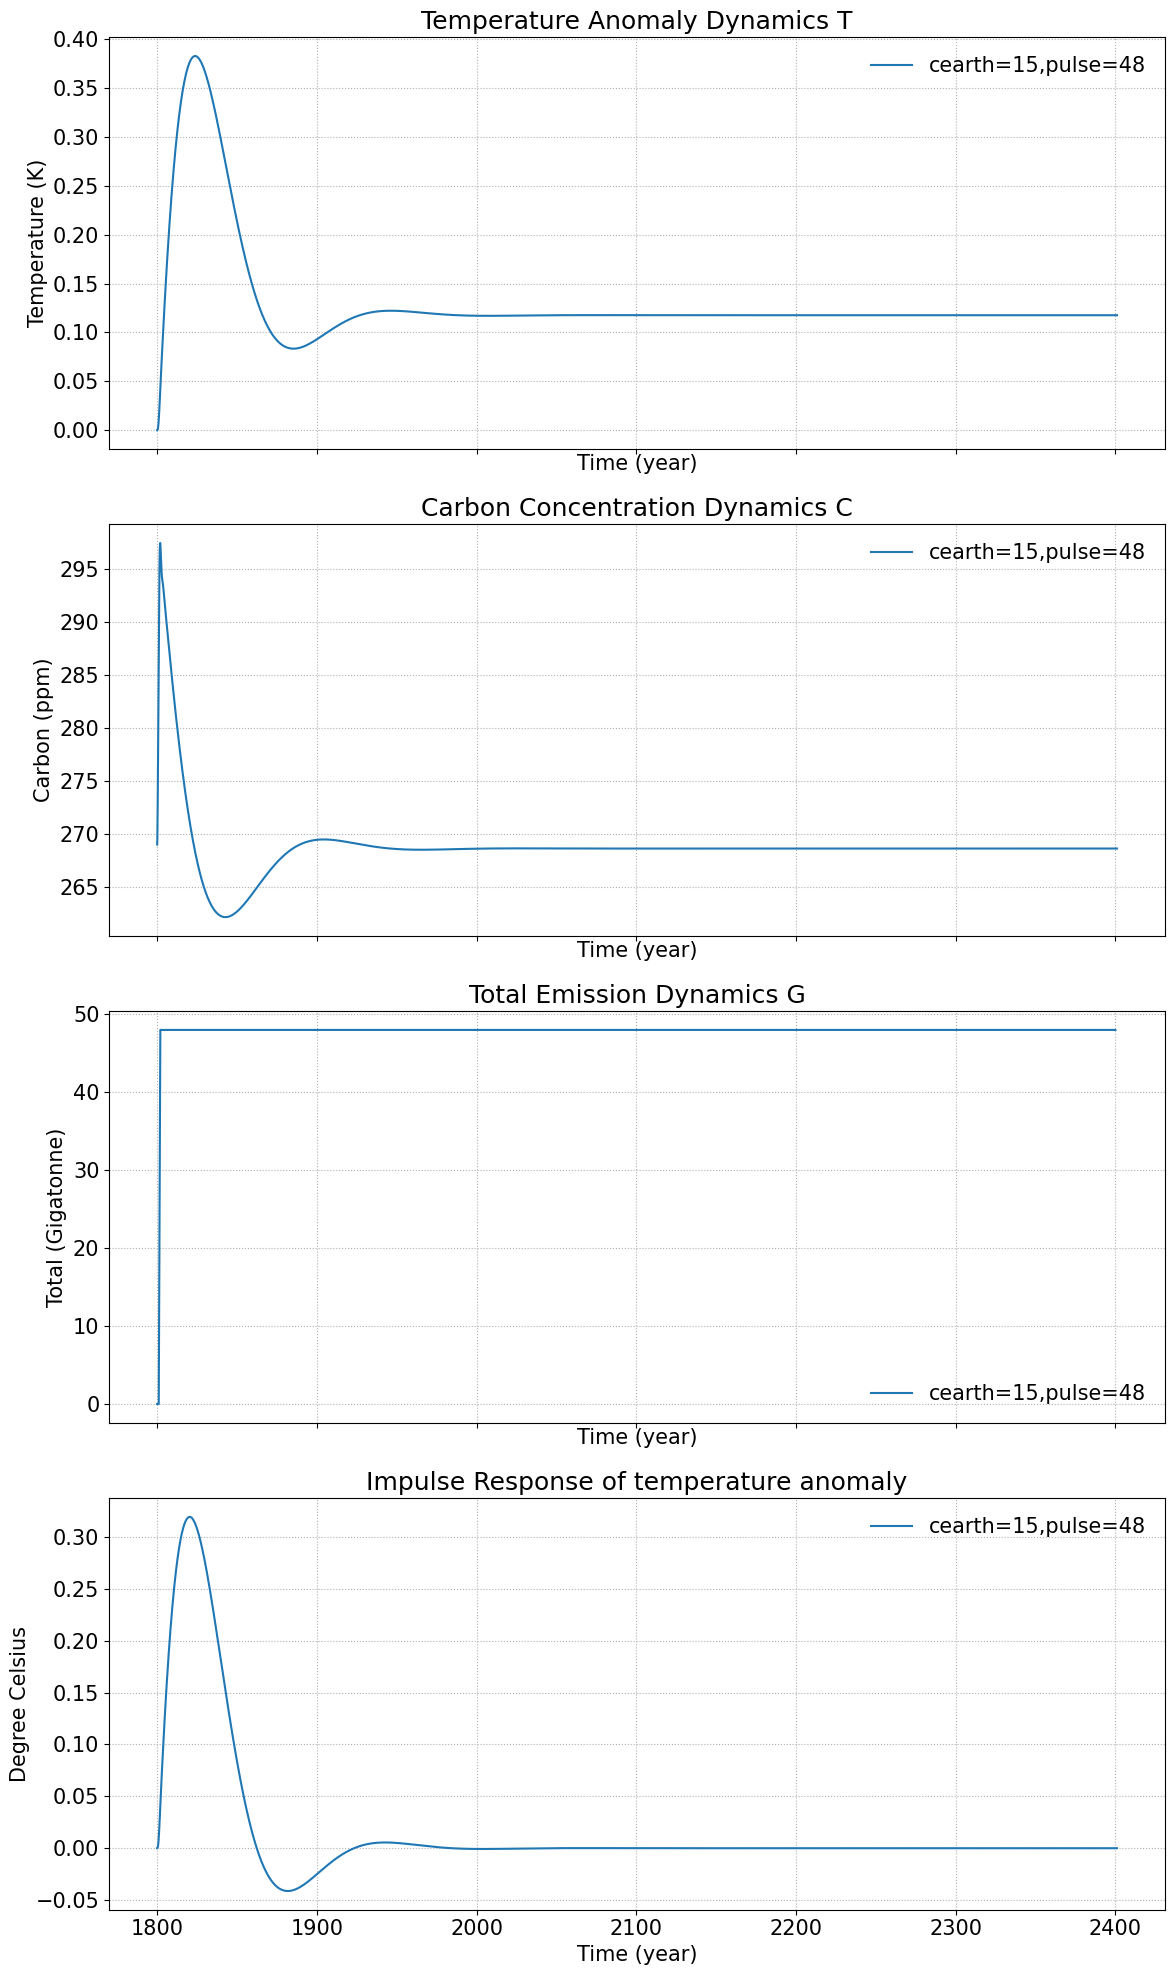 Temperature Anomaly Dynamics T
cearth=15,pulse=48
Temperature (K)
0.40
0.35
0.30
0.25
0.20
0.15
0.10
0.05
0.00
Time (year)
Carbon Concentration Dynamics C
cearth=15,pulse=48
Carbon (ppm)
295
290
285
280
275
270
265
Time (year)
Total Emission Dynamics G
Total (Gigatonne)
50
40
30
20
10
0
cearth=15,pulse=48
Time (year)
Impulse Response of temperature anomaly
cearth=15,pulse=48
Degree Celsius
0.30
0.25
0.20
0.15
0.10
0.05
0.00
−0.05
1800 1900 2000 2100 2200 2300 2400
Time (year)